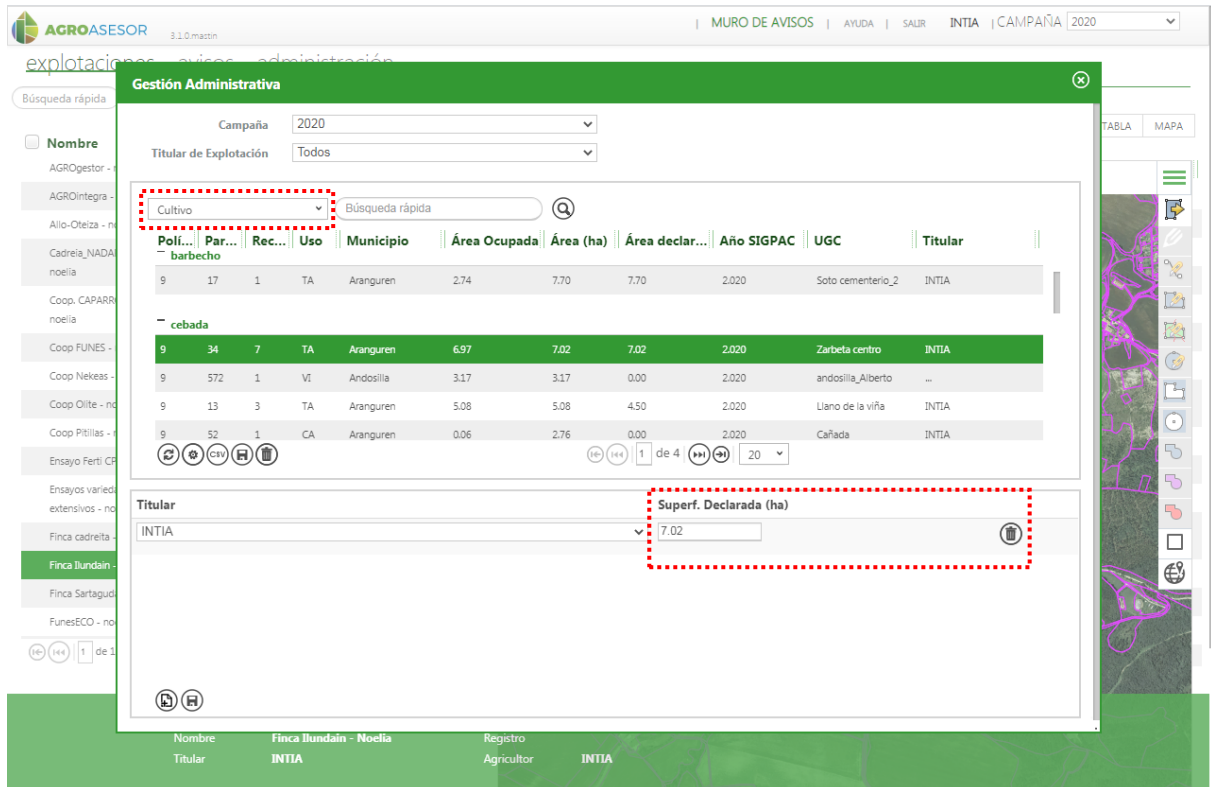 AGROASESOR 3.1.0.mastin | MURO DE AVISOS | AYUDA | SALIR INTIA | CAMPAÑA 2020
explotaciones avisos administración
Búsqueda rápida
Gestión Administrativa
Campaña 2020
Titular de Explotación Todos
TABLA MAPA
Nombre
AGROgestor -
AGROintegra -
Allo-Oteiza - no
Cadreia_NADA
noelia
Coop. CAPARR
noelia
Coop FUNES -
Coop Nekeas -
Coop Olite - no
Coop Pitillas -
Ensayo Ferti CP
Ensayos varieda
extensivos - no
Finca cadreita -
Finca Ilundain -
Finca Sartaguda
FunesECO - noe
1 de 1
Cultivo Búsqueda rápida
Polí... Par... Rec... Uso Municipio Área Ocupada Área (ha) Área declar... Año SIGPAC UGC Titular
barbecho
9 17 1 TA Aranguren 2.74 7.70 7.70 2.020 Soto cementerio_2 INTIA
cebada
9 34 7 TA Aranguren 6.97 7.02 7.02 2.020 Zarbeta centro INTIA
9 572 1 VI Andosilla 3.17 3.17 0.00 2.020 andosilla_Alberto ...
9 13 3 TA Aranguren 5.08 5.08 4.50 2.020 Llano de la viña INTIA
9 52 1 CA Aranguren 0.06 2.76 0.00 2.020 Cañada INTIA
CSV 1 de 4 20
Titular Superf. Declarada (ha)
INTIA 7.02
Nombre Finca Ilundain - Noelia Registro
Titular INTIA Agricultor INTIA